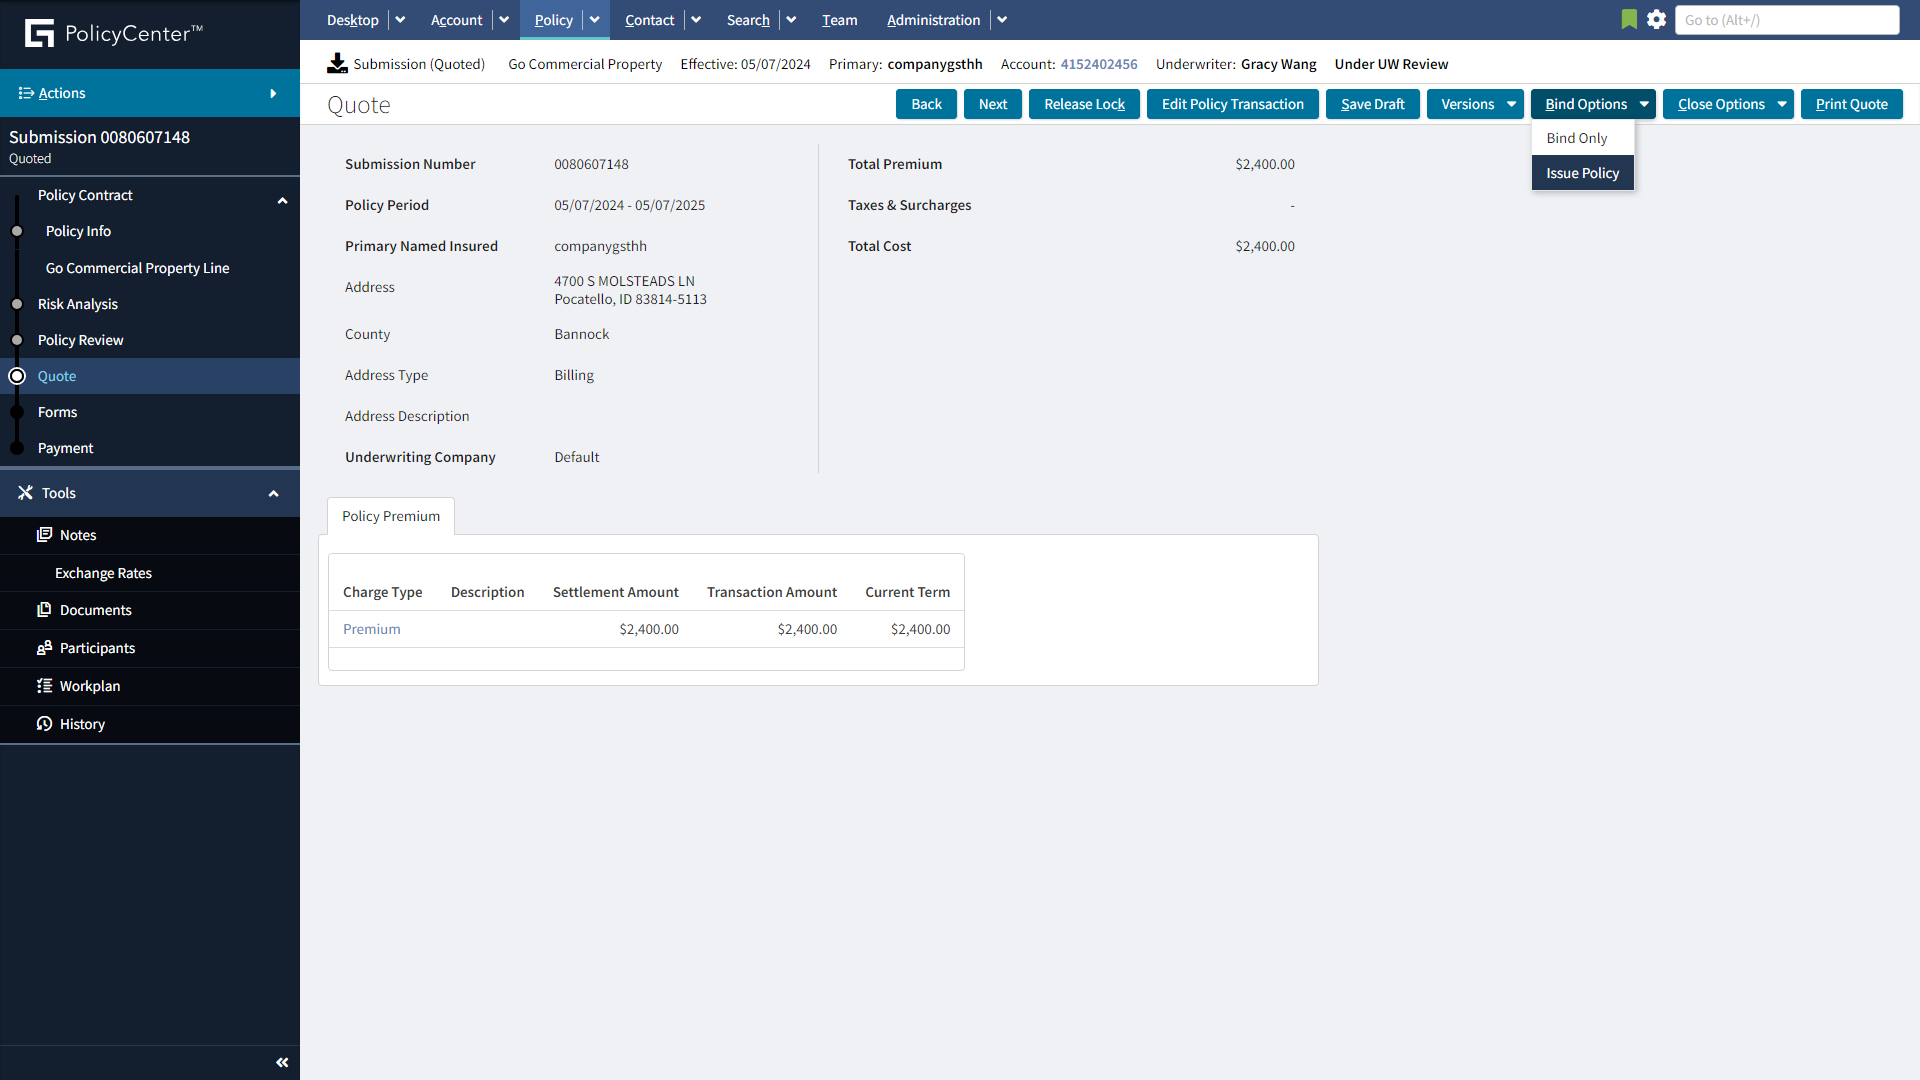 PolicyCenter™
Desktop
Account
Policy
Contact
Search
Team
Administration
Go to (Alt+/)
Submission (Quoted) Go Commercial Property Effective: 05/07/2024 Primary: companygsthh Account: 4152402456 Underwriter: Gracy Wang Under UW Review
Actions
Submission 0080607148
Quoted
Policy Contract
Policy Info
Go Commercial Property Line
Risk Analysis
Policy Review
Quote
Forms
Payment
Tools
Notes
Exchange Rates
Documents
Participants
Workplan
History
Quote
Back
Next
Release Lock
Edit Policy Transaction
Save Draft
Versions
Bind Options
Close Options
Print Quote
Bind Only
Issue Policy
Submission Number 0080607148
Policy Period 05/07/2024 - 05/07/2025
Primary Named Insured companygsthh
Address 4700 S MOLSTEADS LN
Pocatello, ID 83814-5113
County Bannock
Address Type Billing
Address Description
Underwriting Company Default
Total Premium $2,400.00
Taxes & Surcharges -
Total Cost $2,400.00
Policy Premium
Charge Type Description Settlement Amount Transaction Amount Current Term
Premium $2,400.00 $2,400.00 $2,400.00